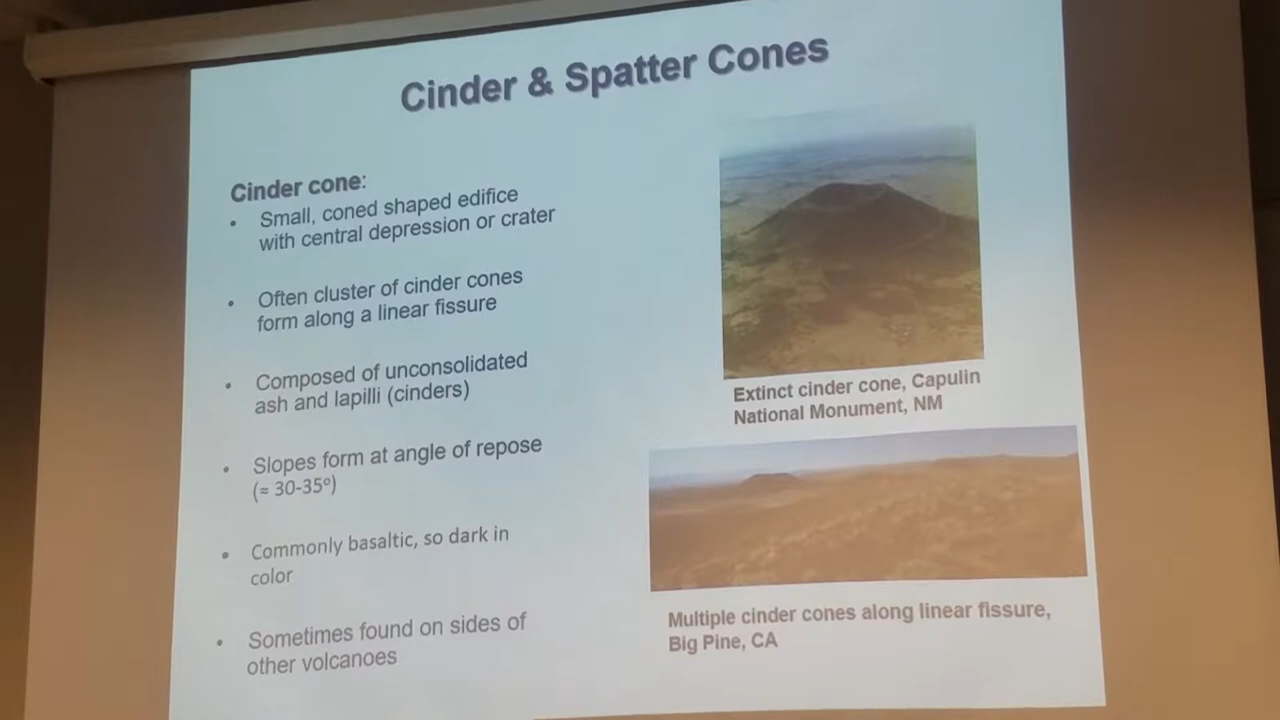 Cinder & Spatter Cones
Cinder cone:
• Small, coned shaped edifice
with central depression or crater
• Often cluster of cinder cones
form along a linear fissure
• Composed of unconsolidated
ash and lapilli (cinders)
• Slopes form at angle of repose
(≈ 30-35º)
• Commonly basaltic, so dark in
color
• Sometimes found on sides of
other volcanoes
Extinct cinder cone, Capulin
National Monument, NM
Multiple cinder cones along linear fissure,
Big Pine, CA